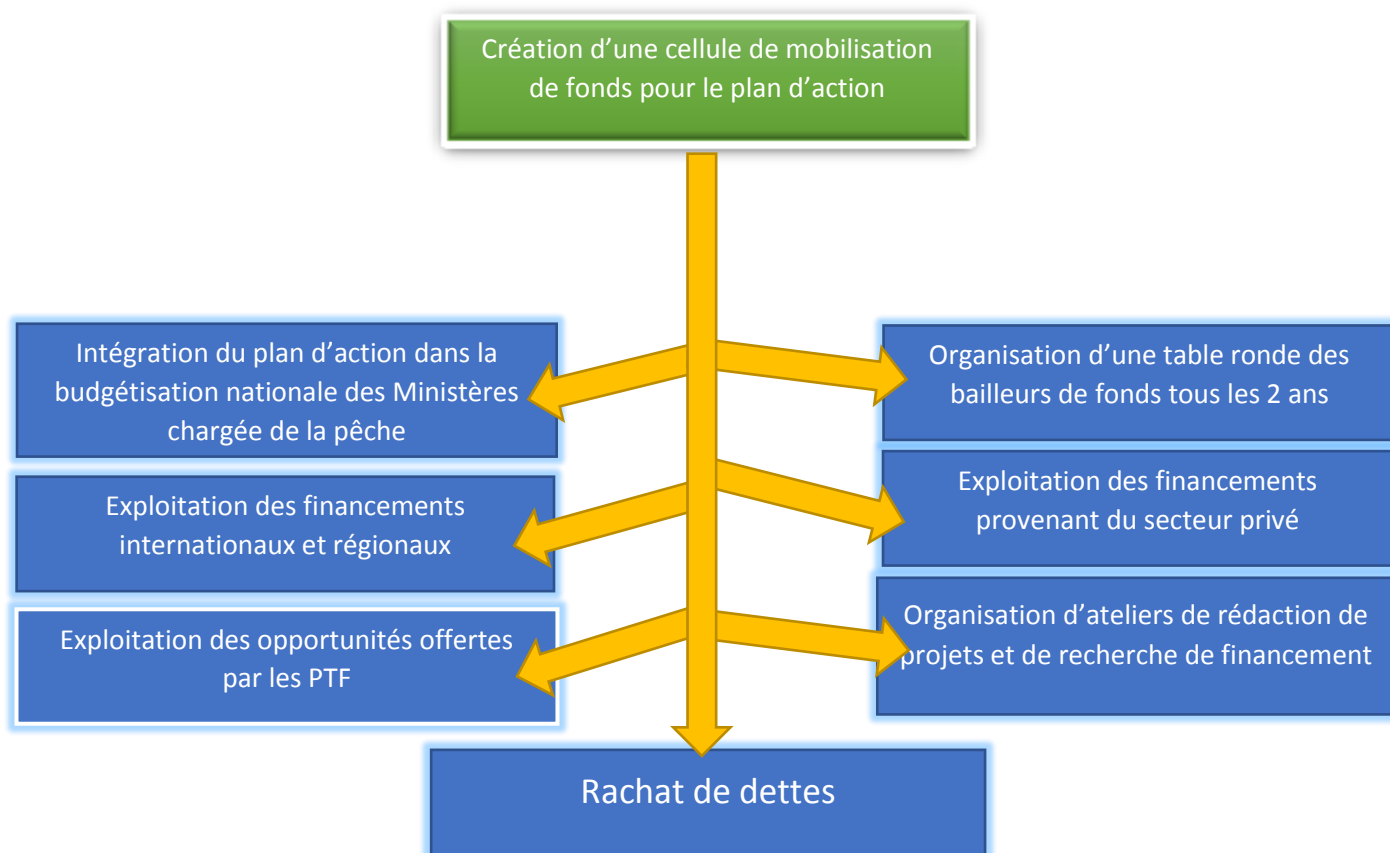 Création d’une cellule de mobilisation
de fonds pour le plan d’action
Intégration du plan d’action dans la
budgétisation nationale des Ministères
chargée de la pêche
Organisation d’une table ronde des
bailleurs de fonds tous les 2 ans
Exploitation des financements
internationaux et régionaux
Exploitation des financements
provenant du secteur privé
Exploitation des opportunités offertes
par les PTF
Organisation d’ateliers de rédaction de
projets et de recherche de financement
Rachat de dettes